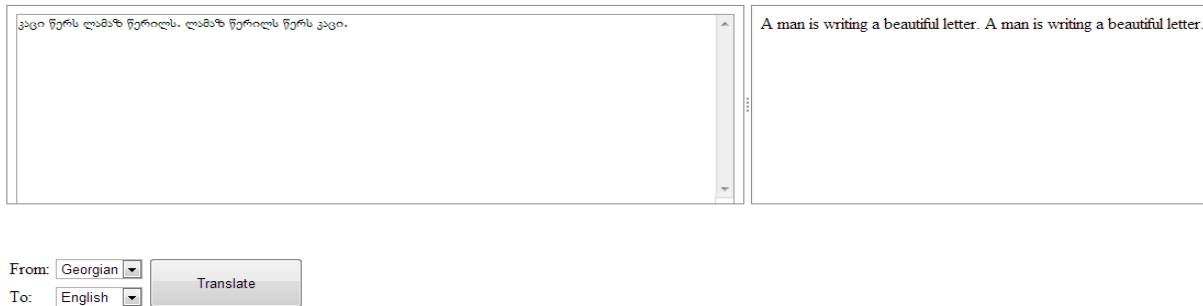 კაცი წერს ლამაზ წერილს. ლამაზ წერილს წერს კაცი.
A man is writing a beautiful letter. A man is writing a beautiful letter.
From: Georgian
Translate
To: English